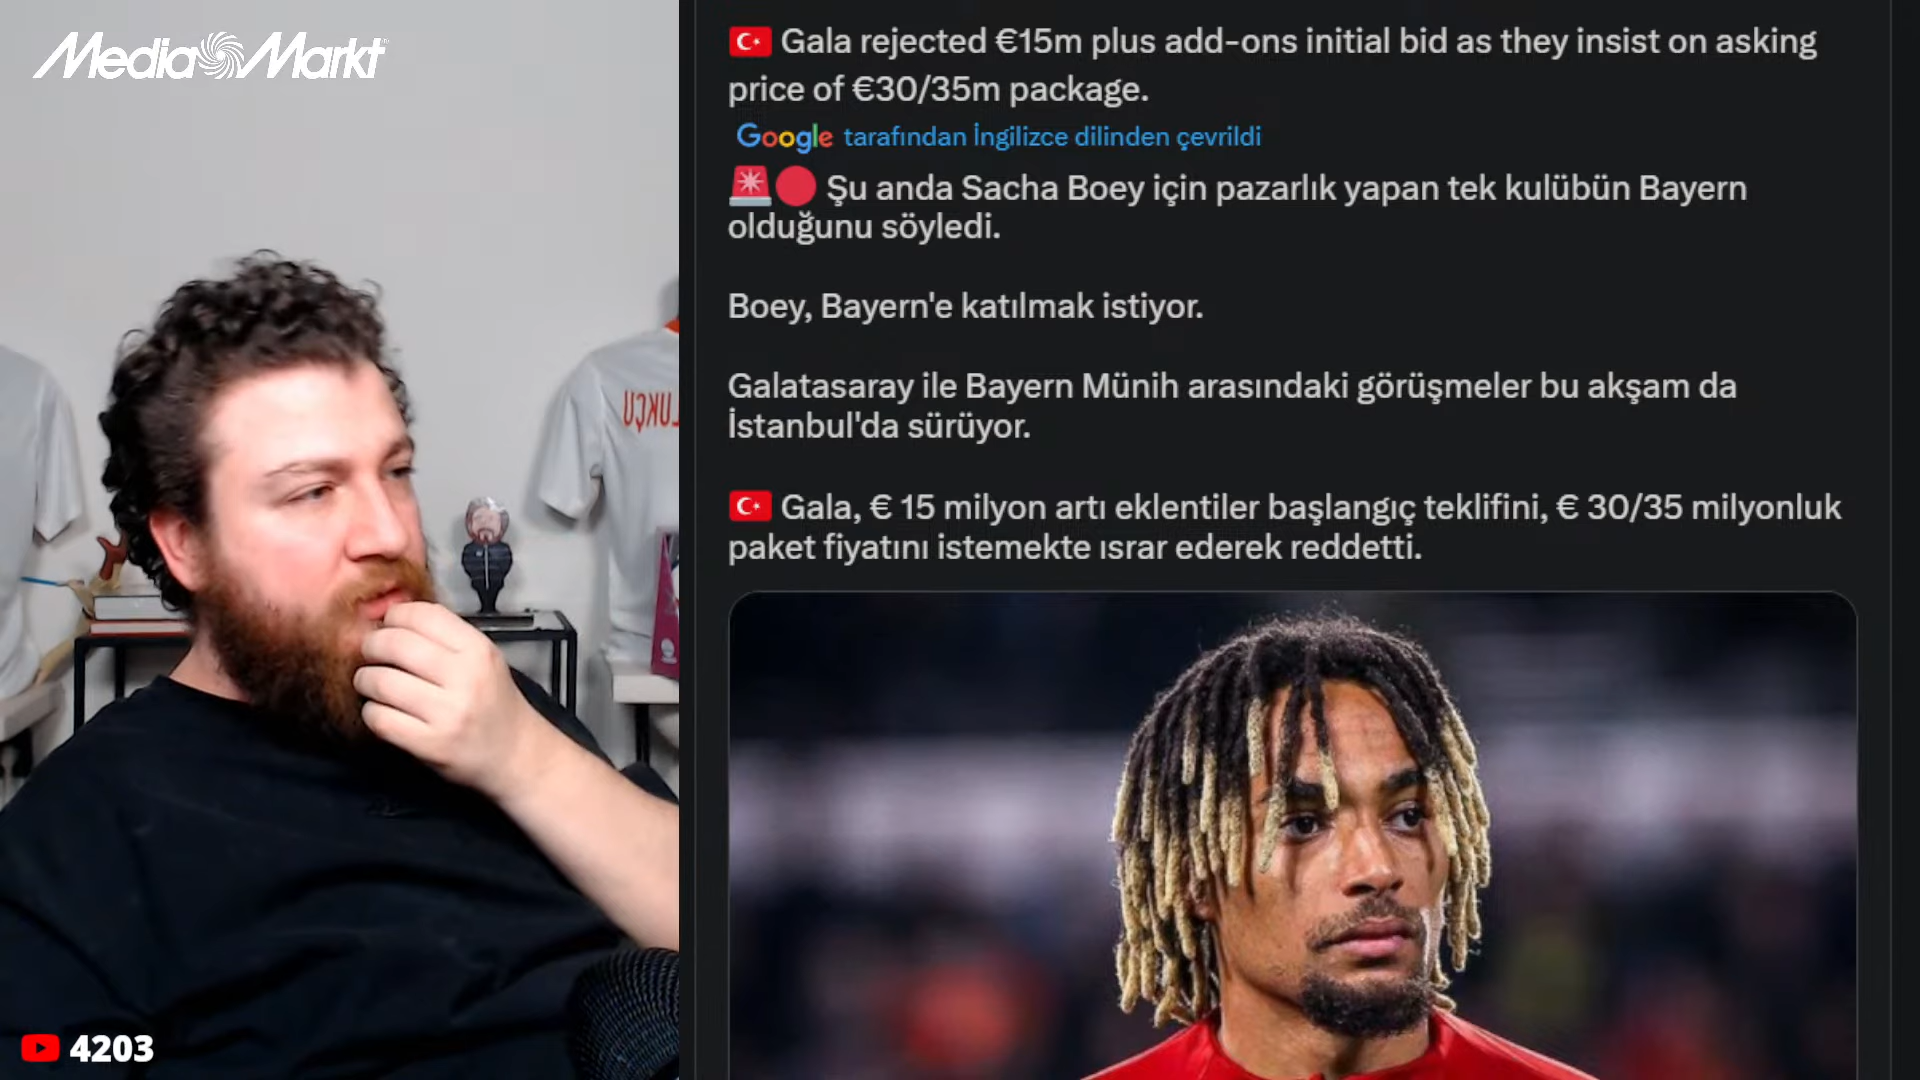 MediaMarkt
🇹🇷 Gala rejected €15m plus add-ons initial bid as they insist on asking
price of €30/35m package.
Google tarafından İngilizce dilinden çevrildi
🚨🔴 Şu anda Sacha Boey için pazarlık yapan tek kulübün Bayern
olduğunu söyledi.
Boey, Bayern'e katılmak istiyor.
Galatasaray ile Bayern Münih arasındaki görüşmeler bu akşam da
İstanbul'da sürüyor.
🇹🇷 Gala, € 15 milyon artı eklentiler başlangıç teklifini, € 30/35 milyonluk
paket fiyatını istemekte ısrar ederek reddetti.
4203